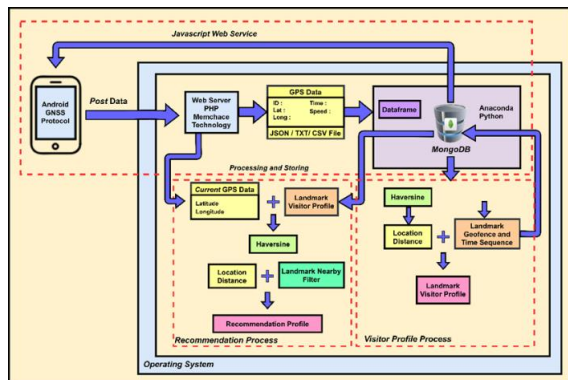 Javascript Web Service
Android
GNSS
Protocol
Post Data
Web Server
PHP
Memchace
Technology
GPS Data
ID :
Time :
Lat :
Speed :
Long :
JSON / TXT/ CSV File
Dataframe
Anaconda
Python
MongoDB
Processing and Storing
Current GPS Data
Latitude
Longitude
+
Landmark
Visitor Profile
Haversine
Location
Distance
+
Landmark Nearby
Filter
Recommendation Profile
Recommendation Process
Haversine
Location
Distance
+
Landmark
Geofence and
Time Sequence
Landmark
Visitor Profile
Visitor Profile Process
Operating System